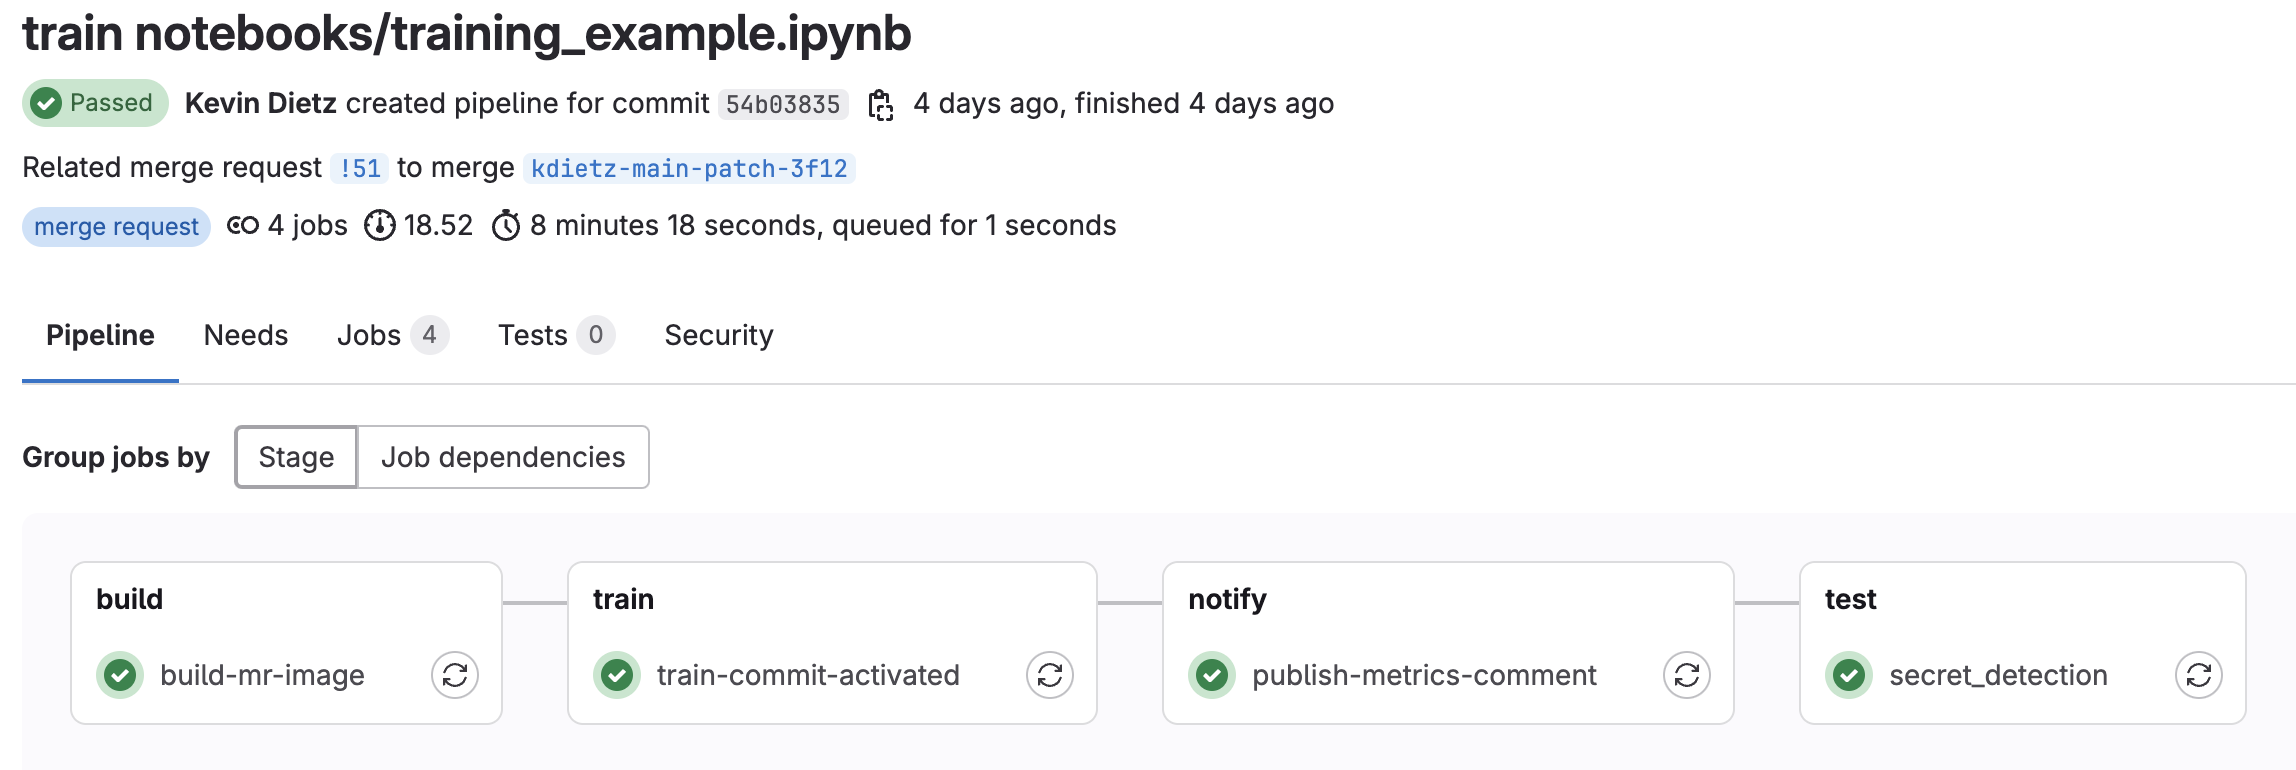 train notebooks/training_example.ipynb
Passed Kevin Dietz created pipeline for commit 54b03835 4 days ago, finished 4 days ago
Related merge request !51 to merge kdietz-main-patch-3f12
merge request 4 jobs 18.52 8 minutes 18 seconds, queued for 1 seconds
Pipeline Needs Jobs 4 Tests 0 Security
Group jobs by Stage Job dependencies
build
build-mr-image
train
train-commit-activated
notify
publish-metrics-comment
test
secret_detection